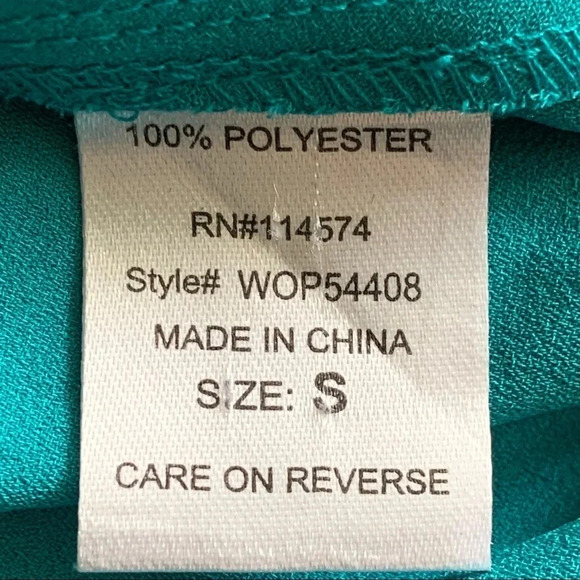 100% POLYESTER
RN#114574
Style# WOP54408
MADE IN CHINA
SIZE: S
CARE ON REVERSE